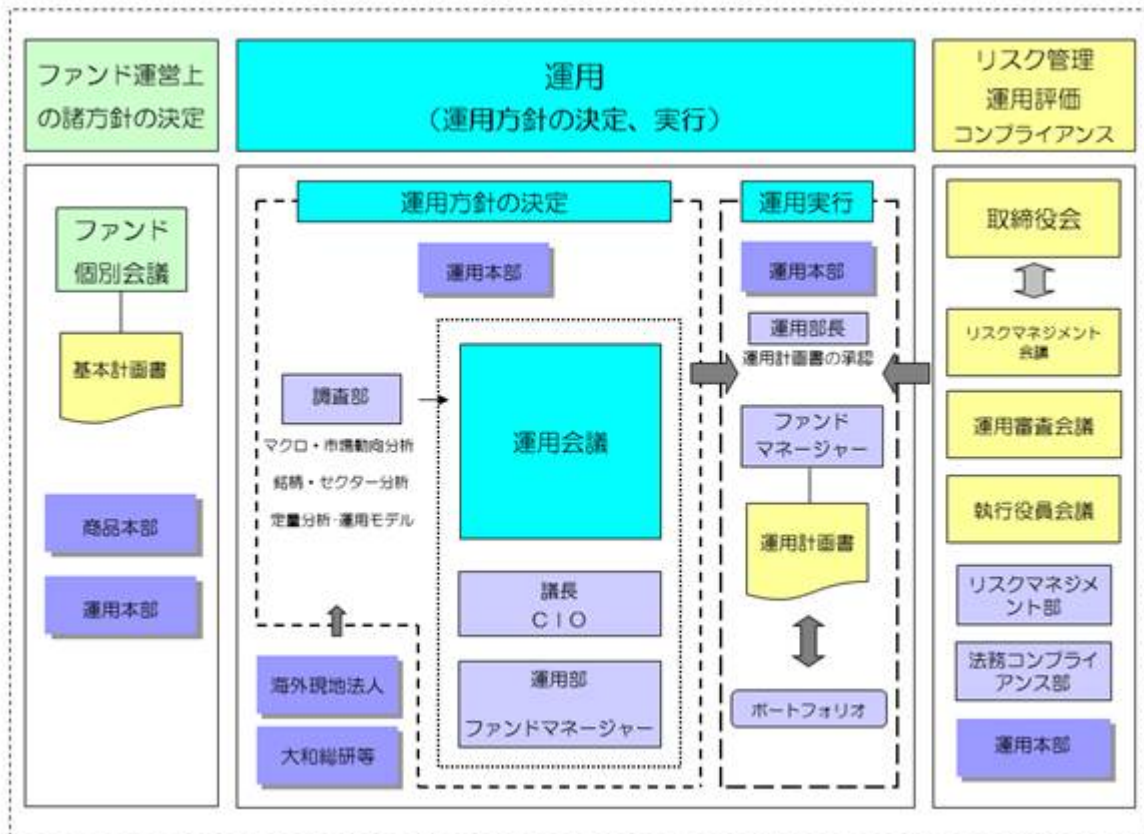 ファンド運営上
の諸方針の決定
ファンド
個別会議
基本計画書
商品本部
運用本部
運用
（運用方針の決定、実行）
運用方針の決定
運用本部
調査部
マクロ・市場動向分析
銘柄・セクター分析
定量分析・運用モデル
運用会議
議長
CIO
運用部
ファンドマネージャー
海外現地法人
大和総研等
運用実行
運用本部
運用部長
運用計画書の承認
ファンド
マネージャー
運用計画書
ポートフォリオ
リスク管理
運用評価
コンプライアンス
取締役会
リスクマネジメント
会議
運用審査会議
執行役員会議
リスクマネジメ
ント部
法務コンプライ
アンス部
運用本部